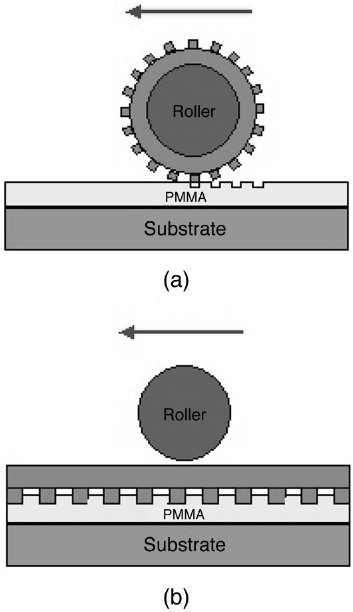 Roller
PMMA
Substrate
(a)
Roller
PMMA
Substrate
(b)